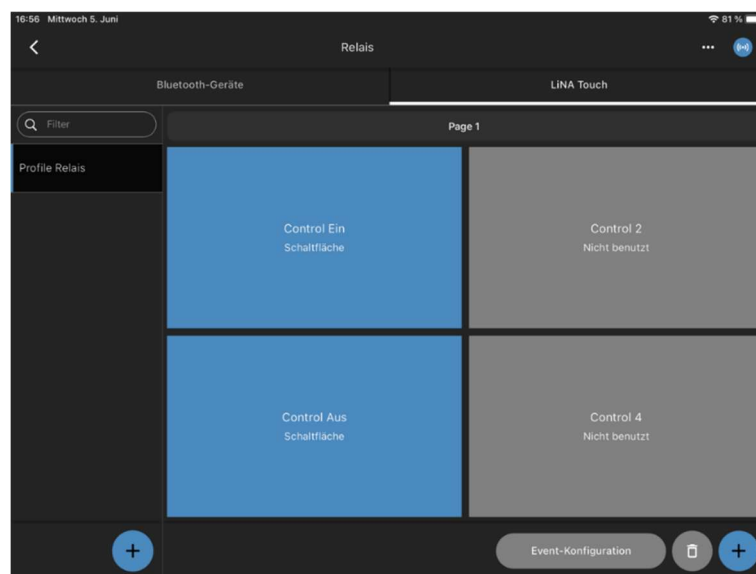 16:56 Mittwoch 5. Juni
81 %
Relais
Bluetooth-Geräte
LiNA Touch
Filter
Page 1
Profile Relais
Control Ein
Schaltfläche
Control 2
Nicht benutzt
Control Aus
Schaltfläche
Control 4
Nicht benutzt
Event-Konfiguration